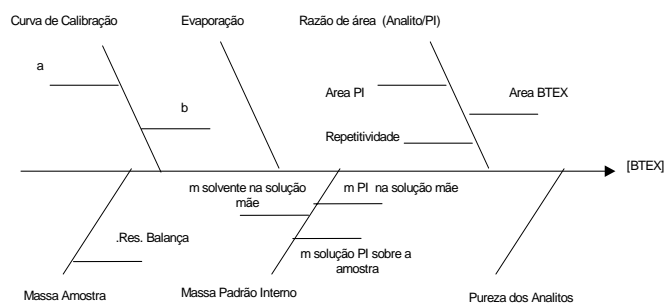 Curva de Calibração
Evaporação
Razão de área (Analito/PI)
a
b
Area PI
Area BTEX
Repetitividade
[BTEX]
m solvente na solução
mãe
m PI na solução mãe
.Res. Balança
m solução PI sobre a
amostra
Massa Amostra
Massa Padrão Interno
Pureza dos Analitos